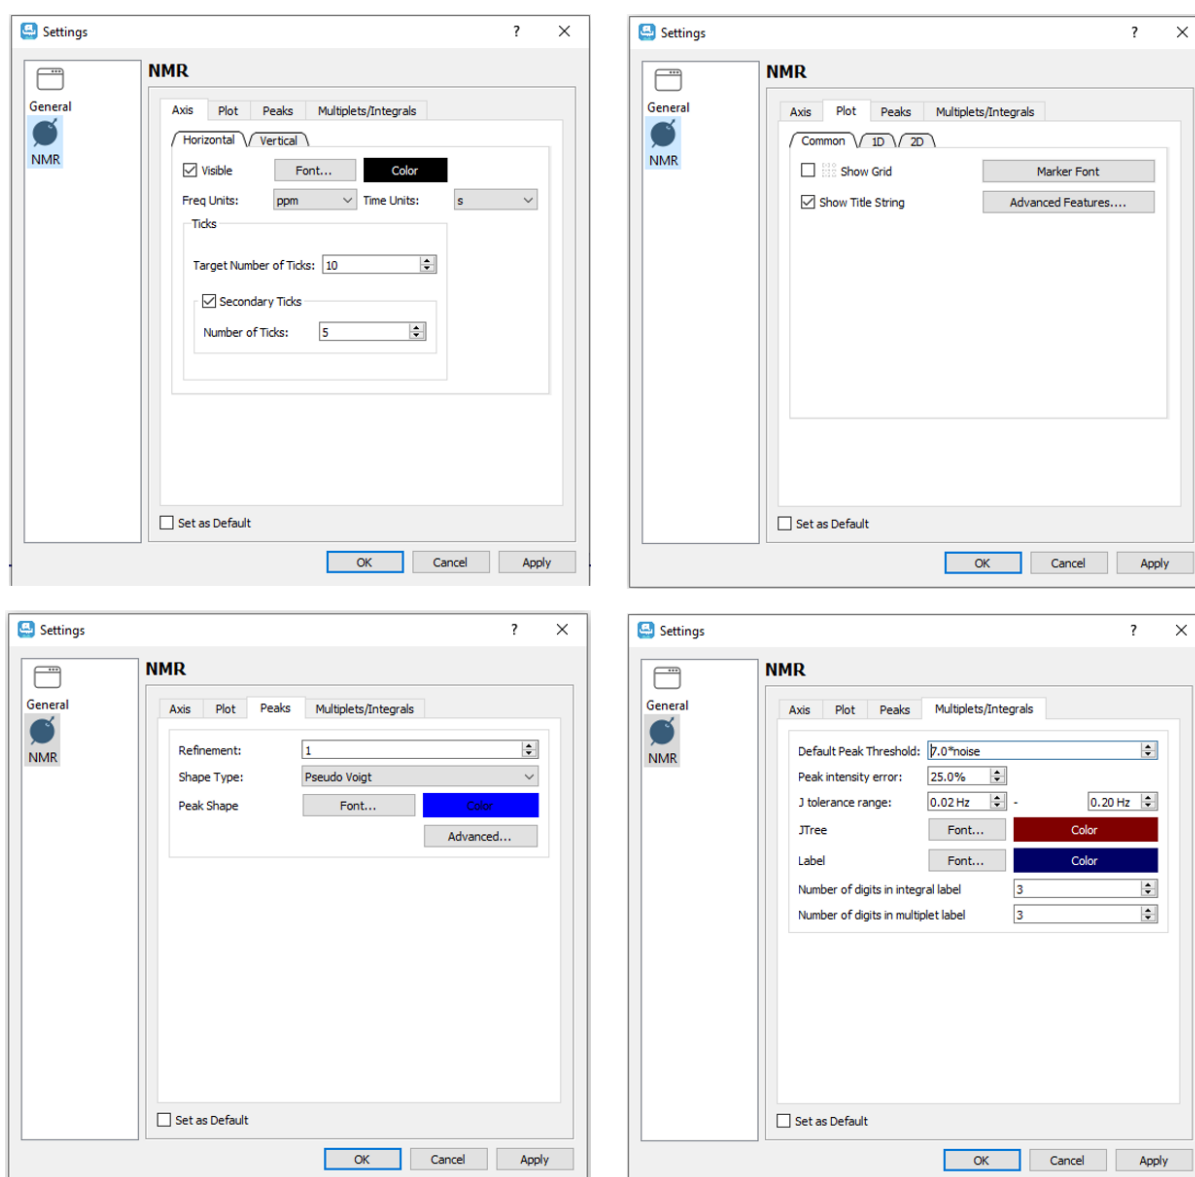 Settings ?
NMR
General
NMR
Axis Plot Peaks Multiplets/Integrals
Horizontal Vertical
Visible Font... Color
Freq Units: ppm Time Units: s
Ticks
Target Number of Ticks: 10
Secondary Ticks
Number of Ticks: 5
Set as Default
OK Cancel Apply
Settings ?
NMR
General
NMR
Axis Plot Peaks Multiplets/Integrals
Common 1D 2D
Show Grid Marker Font
Show Title String Advanced Features....
Set as Default
OK Cancel Apply
Settings ?
NMR
General
NMR
Axis Plot Peaks Multiplets/Integrals
Refinement: 1
Shape Type: Pseudo Voigt
Peak Shape Font... Color
Advanced...
Set as Default
OK Cancel Apply
Settings ?
NMR
General
NMR
Axis Plot Peaks Multiplets/Integrals
Default Peak Threshold: 7.0*noise
Peak intensity error: 25.0%
J tolerance range: 0.02 Hz - 0.20 Hz
JTree Font... Color
Label Font... Color
Number of digits in integral label 3
Number of digits in multiplet label 3
Set as Default
OK Cancel Apply